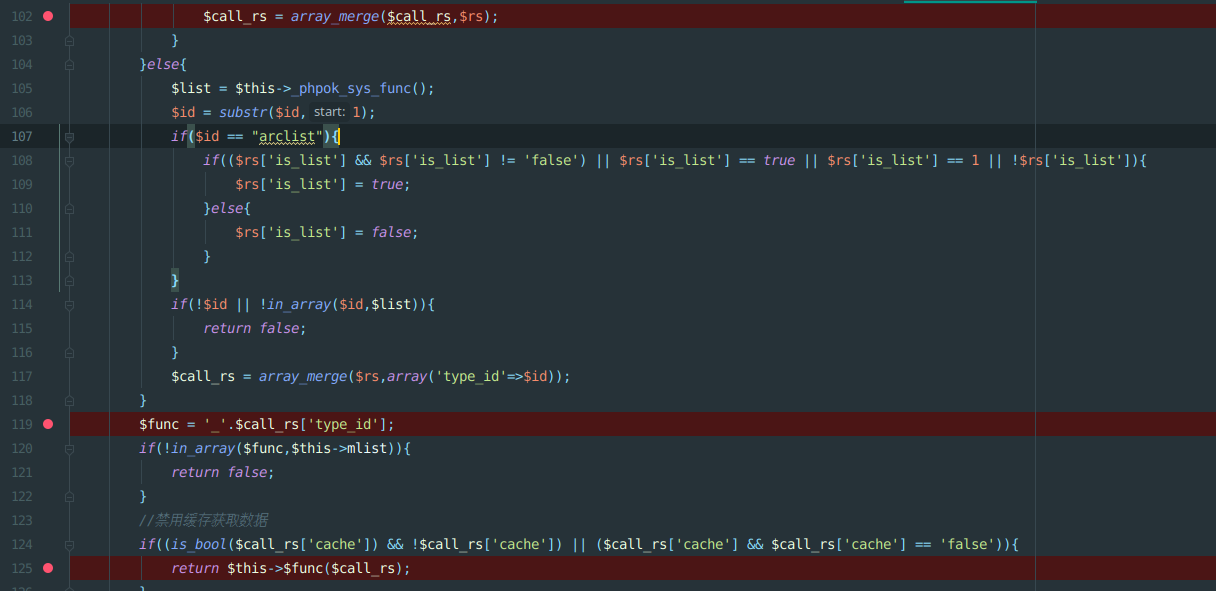 102 $call_rs = array_merge($call_rs,$rs);
103 }
104 }else{
105 $list = $this->_phpok_sys_func();
106 $id = substr($id, start: 1);
107 if($id == "arclist"){
108 if(($rs['is_list'] && $rs['is_list'] != 'false') || $rs['is_list'] == true || $rs['is_list'] == 1 || !$rs['is_list']){
109 $rs['is_list'] = true;
110 }else{
111 $rs['is_list'] = false;
112 }
113 }
114 if(!$id || !in_array($id,$list)){
115 return false;
116 }
117 $call_rs = array_merge($rs,array('type_id'=>$id));
118 }
119 $func = '_'.$call_rs['type_id'];
120 if(!in_array($func,$this->mlist)){
121 return false;
122 }
123 //禁用缓存获取数据
124 if((is_bool($call_rs['cache']) && !$call_rs['cache']) || ($call_rs['cache'] && $call_rs['cache'] == 'false')){
125 return $this->$func($call_rs);